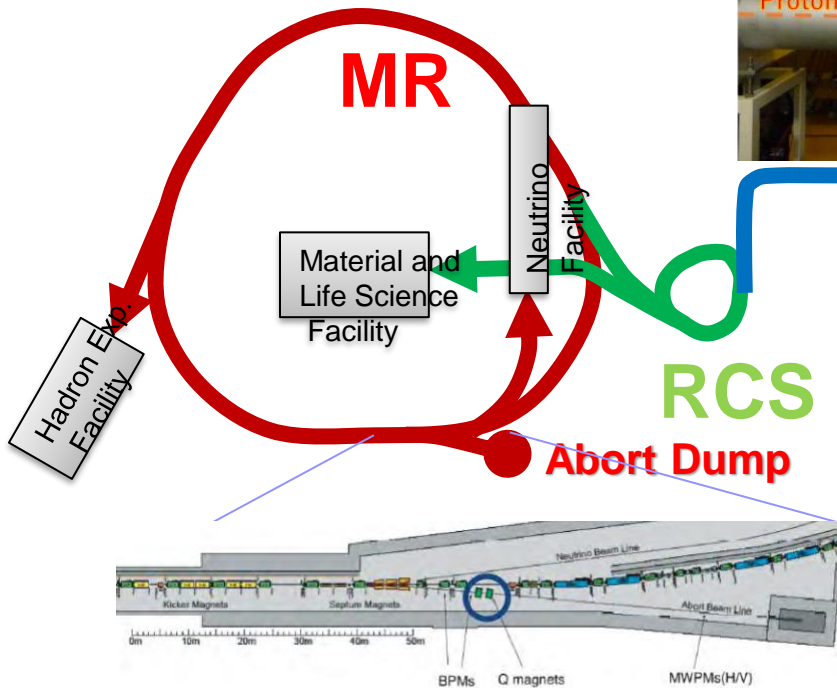 Proton
MR
Neutrino
Facility
Material and
Life Science
Facility
Hadron Exp.
Facility
RCS
Abort Dump
Neutrino Beam Line
Kicker Magnets
Septum Magnets
Abort Beam Line
0m
10m
20m
30m
40m
50m
BPMs
Q magnets
MWPMs(H/V)